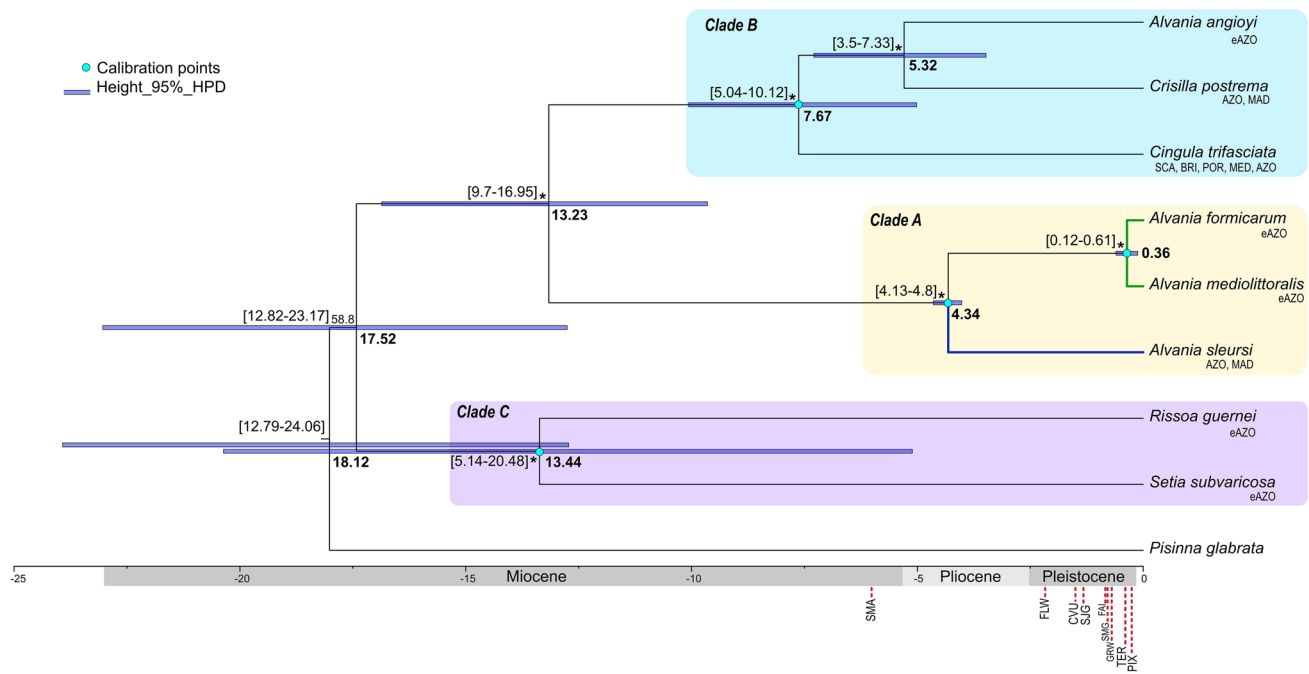 Clade B
Alvania angioyi
eAZO
[3.5-7.33]*
5.32
Calibration points
Height_95%_HPD
Crisilla postrema
AZO, MAD
[5.04-10.12]*
7.67
Cingula trifasciata
SCA, BRI, POR, MED, AZO
[9.7-16.95]*
13.23
Clade A
Alvania formicarum
eAZO
[0.12-0.61]*
0.36
Alvania mediolittoralis
eAZO
[4.13-4.8]*
4.34
[12.82-23.17] 58.8
17.52
Alvania sleursi
AZO, MAD
Clade C
Rissoa guernei
eAZO
[12.79-24.06]
18.12
[5.14-20.48]*
13.44
Setia subvaricosa
eAZO
Pisinna glabrata
-25 -20 -15 -10 -5 0
Miocene Pliocene Pleistocene
SMA
FLW
CVU
SJG
FAI
SMG
GRW
TER
PIX